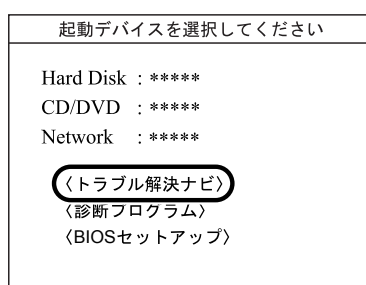 起動デバイスを選択してください
Hard Disk : *****
CD/DVD : *****
Network : *****
〈トラブル解決ナビ〉
〈診断プログラム〉
〈BIOSセットアップ〉